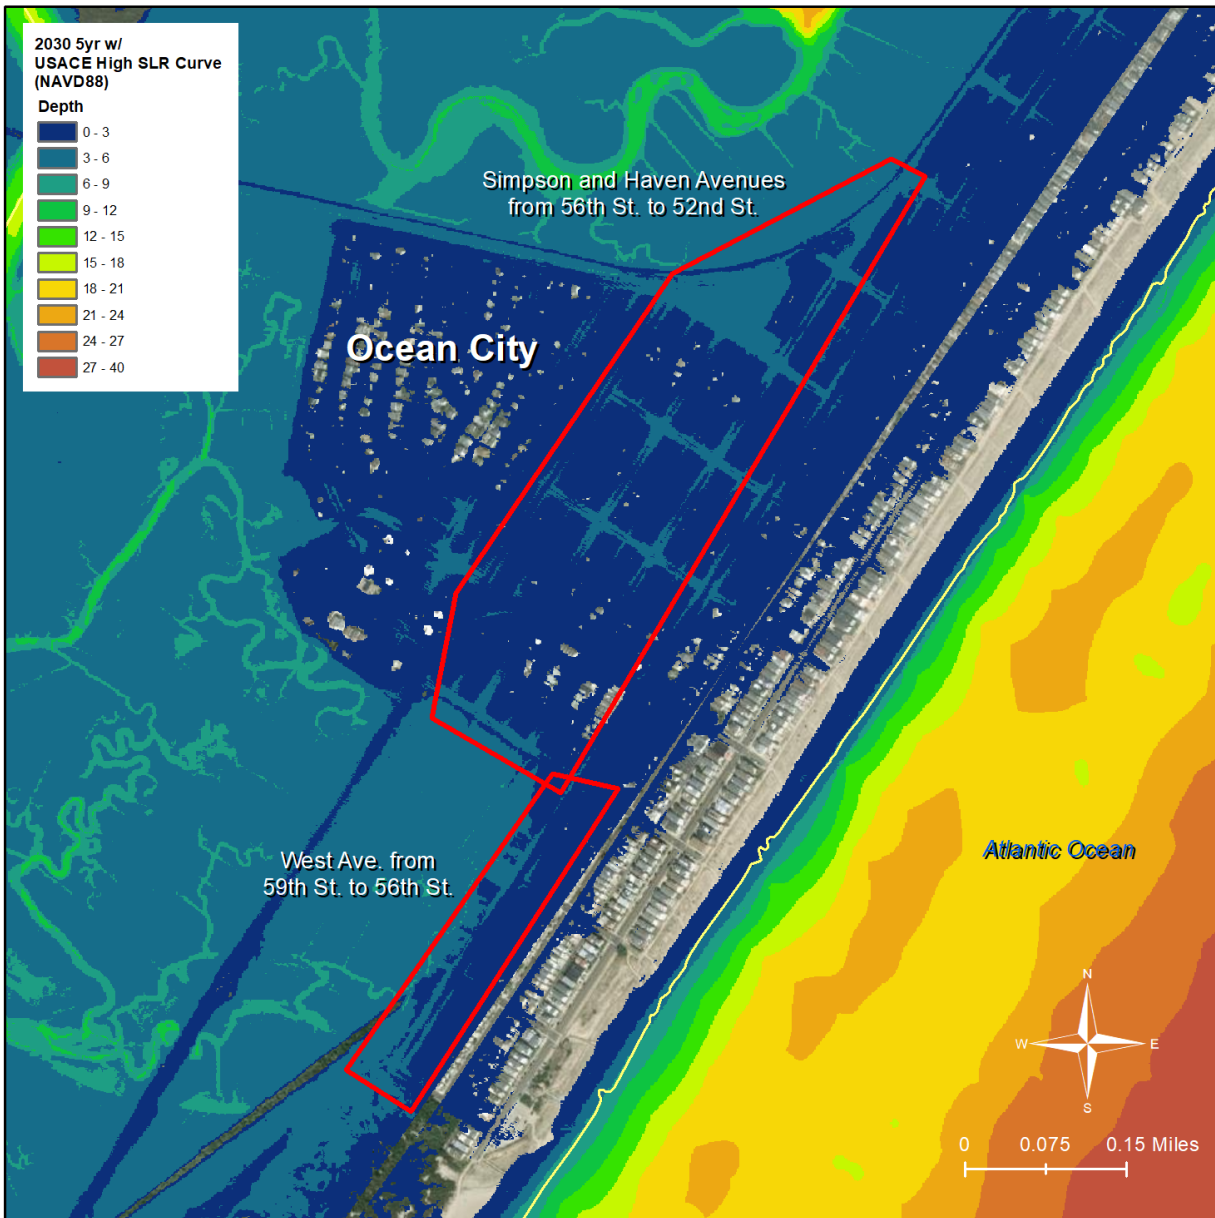 2030 5yr w/
USACE High SLR Curve
(NAVD88)
Depth
0 - 3
3 - 6
6 - 9
9 - 12
12 - 15
15 - 18
18 - 21
21 - 24
24 - 27
27 - 40
Simpson and Haven Avenues
from 56th St. to 52nd St.
Ocean City
West Ave. from
59th St. to 56th St.
Atlantic Ocean
N
W E
S
0 0.075 0.15 Miles